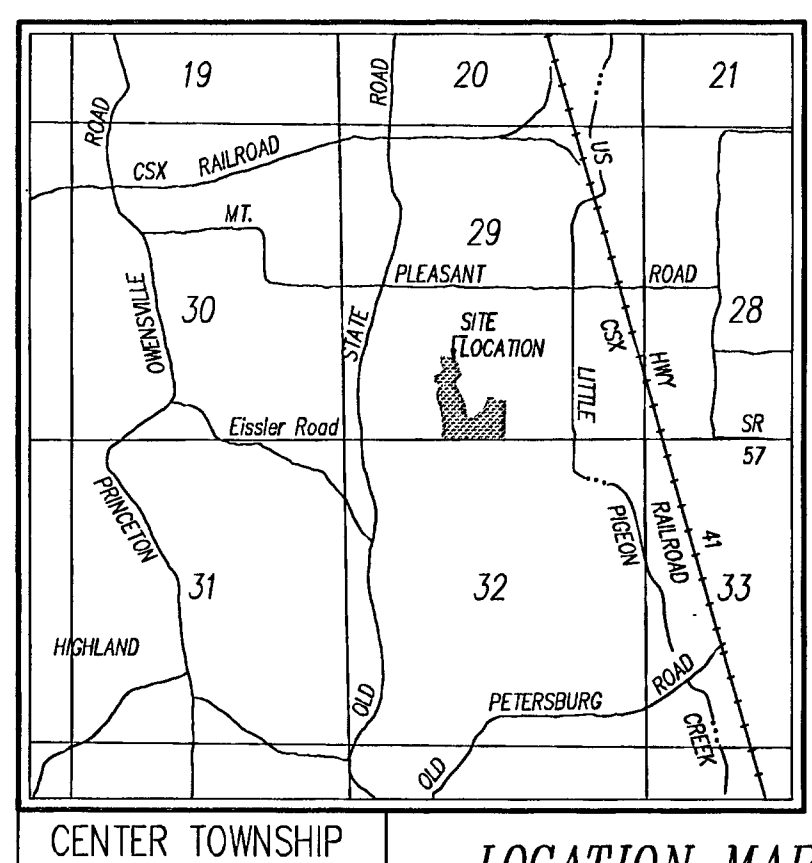 19
20
21
ROAD
ROAD
CSX RAILROAD
US
MT.
29
PLEASANT
ROAD
OWENSVILLE
30
28
STATE
SITE
LOCATION
CSX
HWY
LITTLE
Eissler Road
SR
57
PRINCETON
PIGEON
RAILROAD
41
31
32
33
HIGHLAND
OLD
PETERSBURG
ROAD
OLD
CREEK
CENTER TOWNSHIP
LOCATION MAP